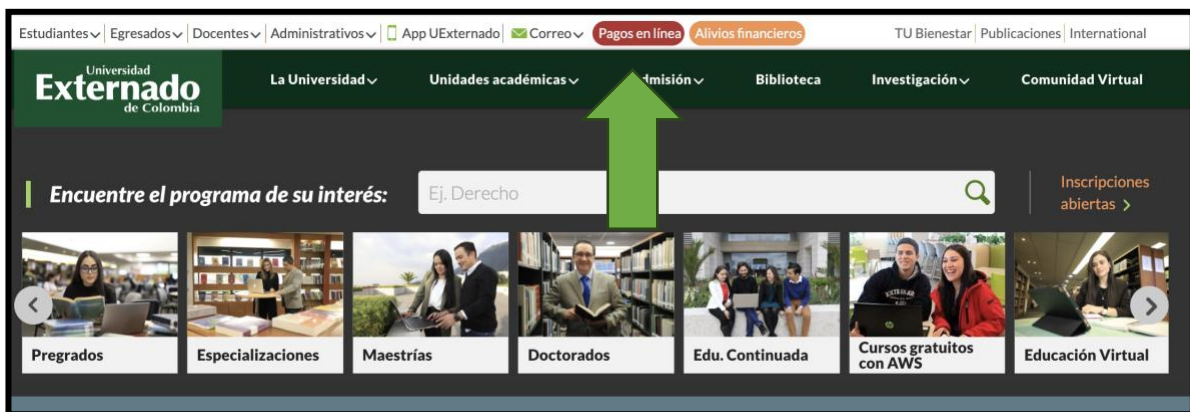 Estudiantes Egresados Docentes Administrativos App UExternado Correo Pagos en línea Alivios financieros TU Bienestar Publicaciones International
Universidad
Externado
de Colombia
La Universidad Unidades académicas dmisión Biblioteca Investigación Comunidad Virtual
Encuentre el programa de su interés: Ej. Derecho
Inscripciones
abiertas >
Pregrados Especializaciones Maestrías Doctorados Edu. Continuada
Cursos gratuitos
con AWS
Educación Virtual